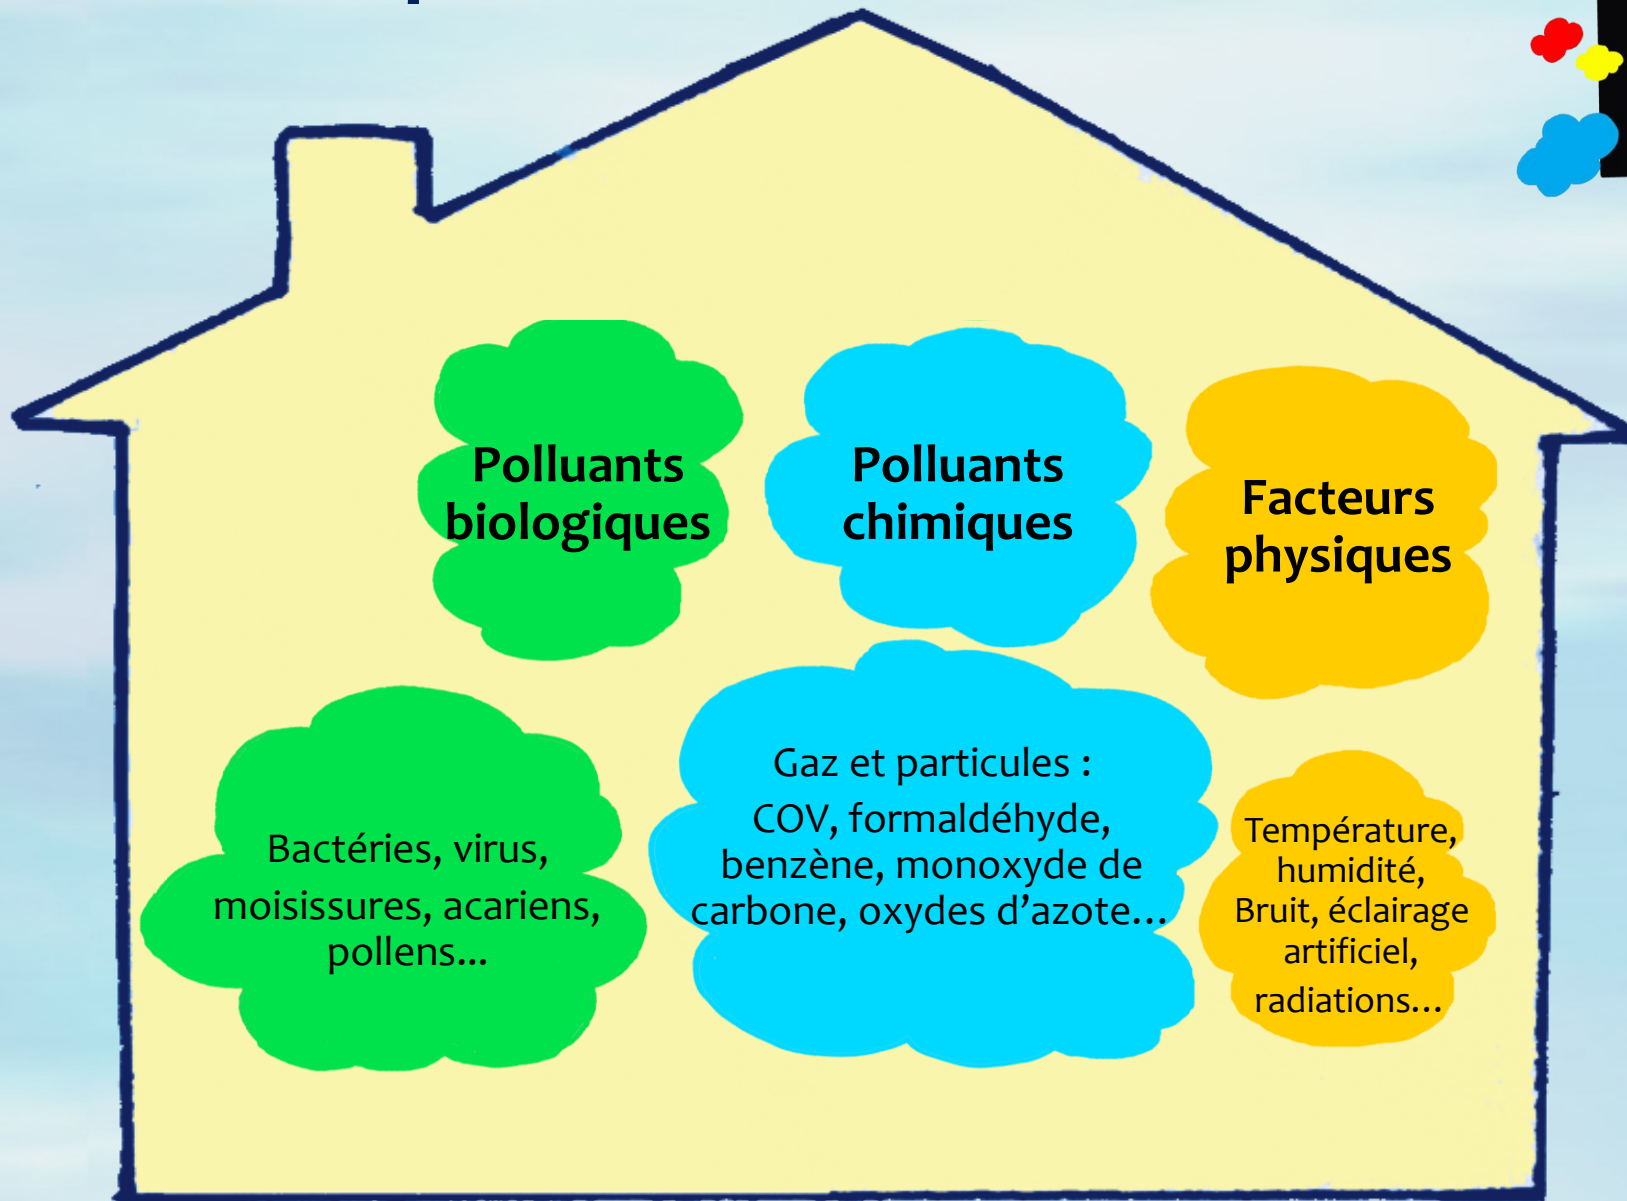 Polluants
biologiques
Polluants
chimiques
Facteurs
physiques
Bactéries, virus,
moisissures, acariens,
pollens...
Gaz et particules :
COV, formaldéhyde,
benzène, monoxyde de
carbone, oxydes d’azote…
Température,
humidité,
Bruit, éclairage
artificiel,
radiations…